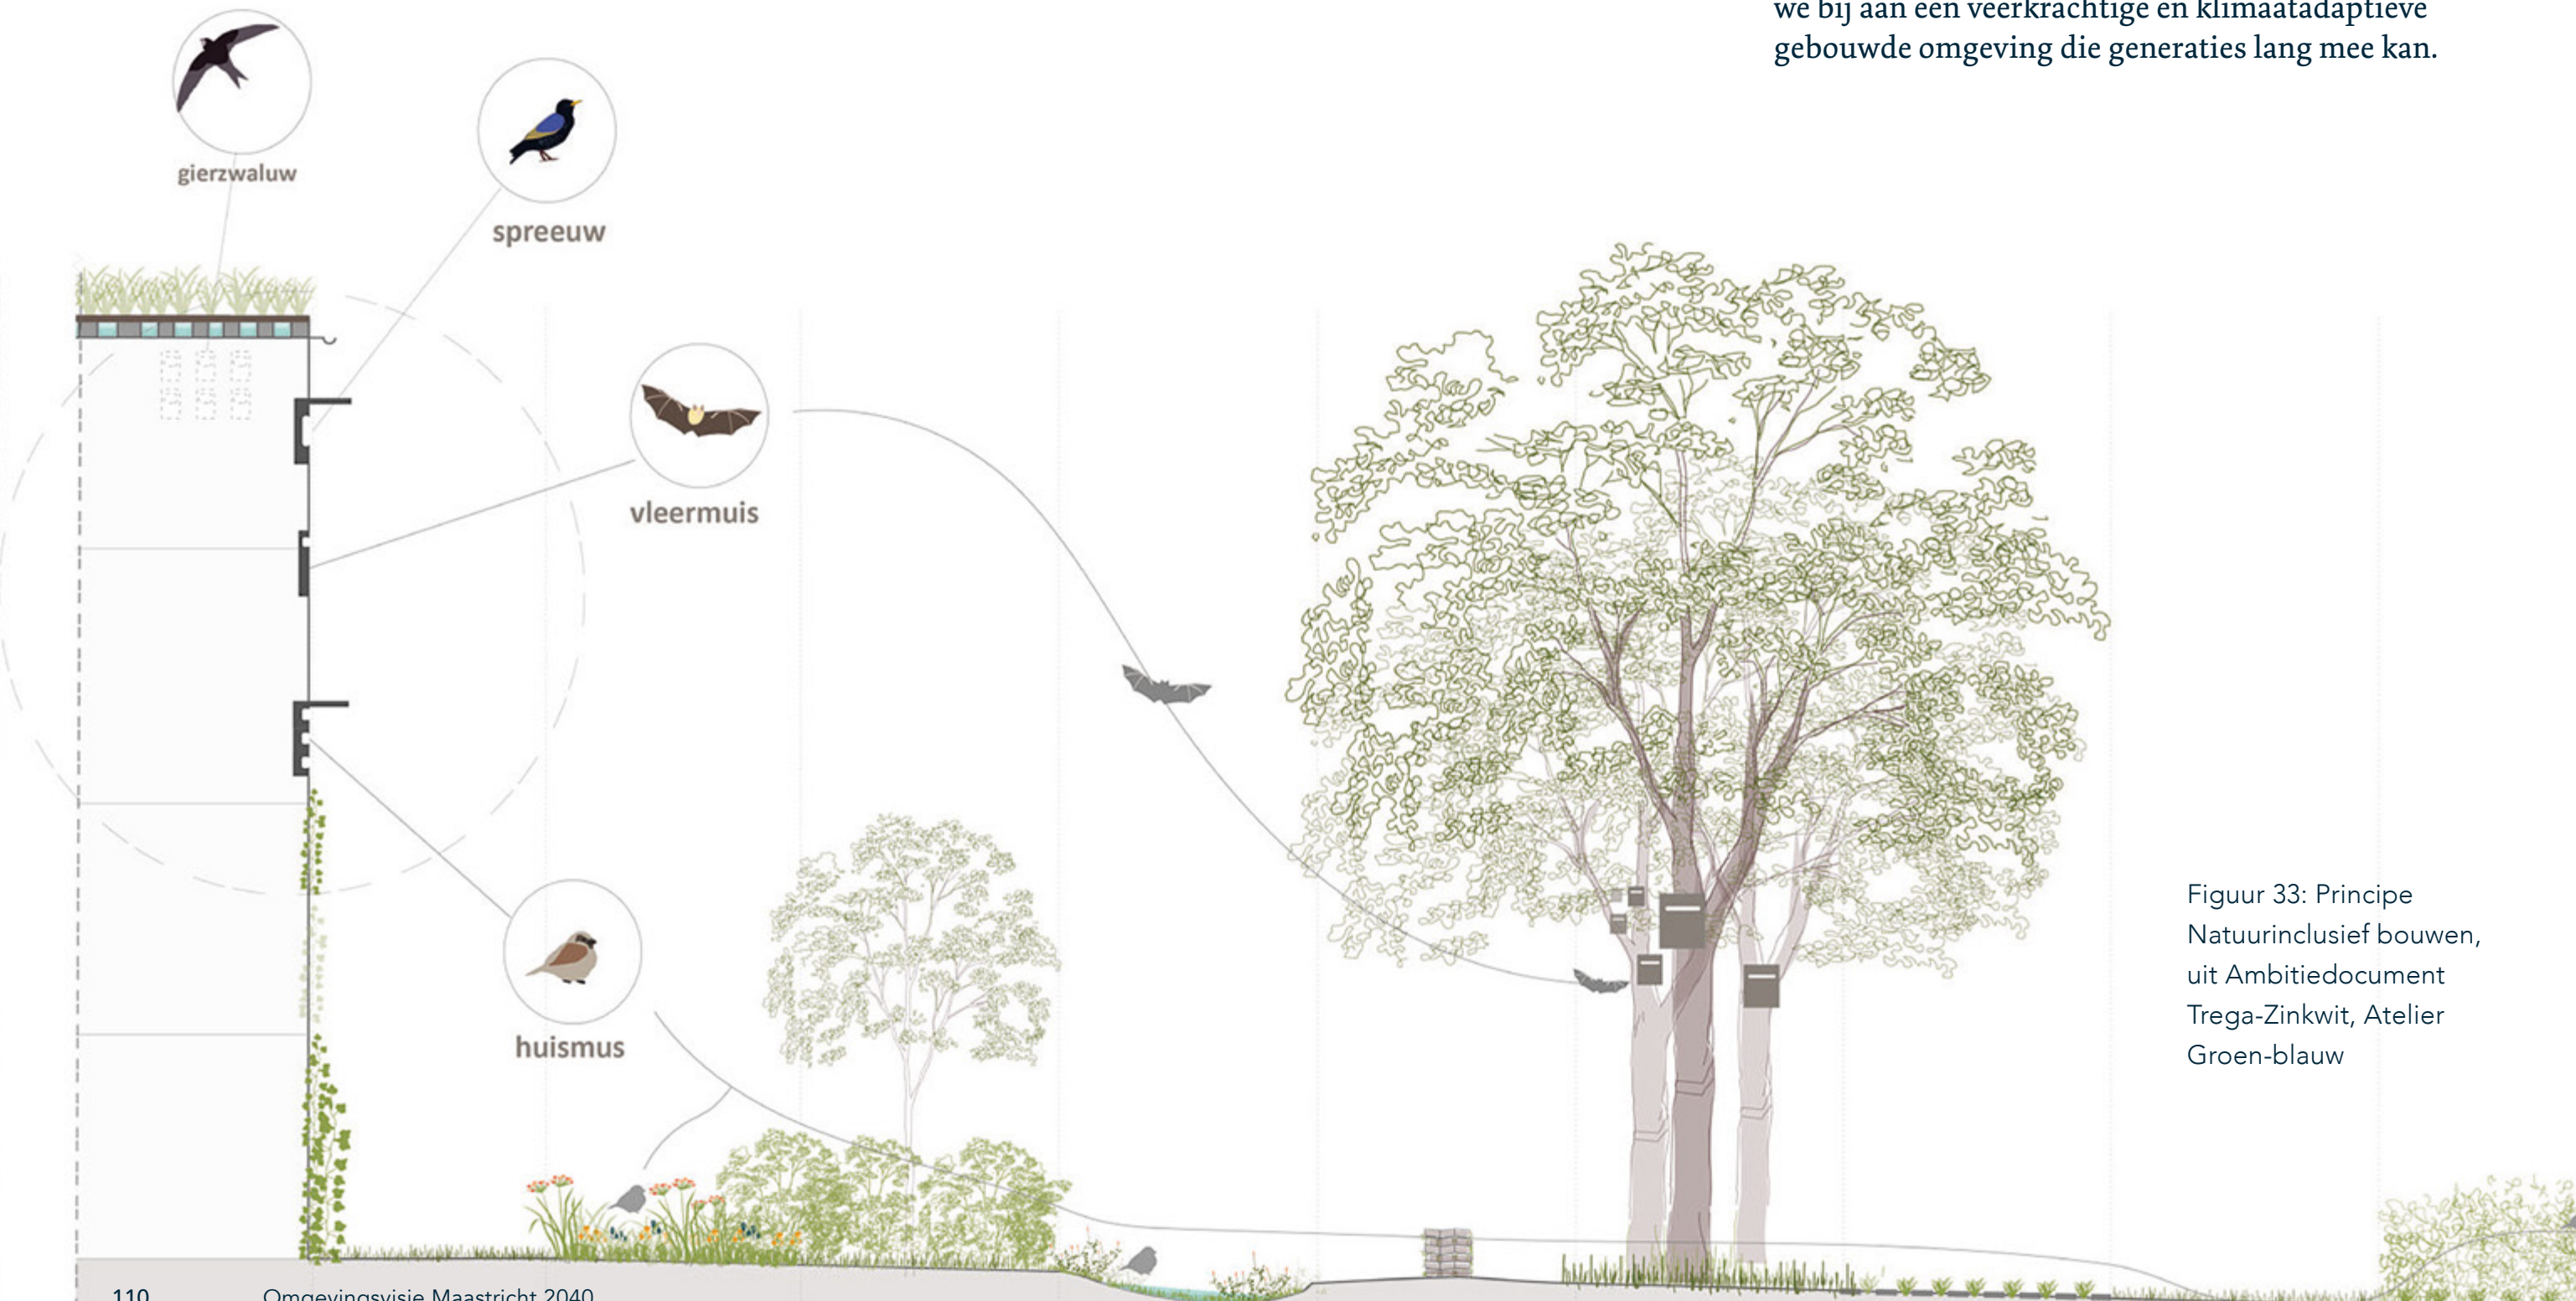 we bij aan een veerkrachtige en klimaatadaptieve
gebouwde omgeving die generaties lang mee kan.
gierzwaluw
spreeuw
vleermuis
huismus
Figuur 33: Principe
Natuurinclusief bouwen,
uit Ambitiedocument
Trega-Zinkwit, Atelier
Groen-blauw
110 Omgevingsvisie Maastricht 2040